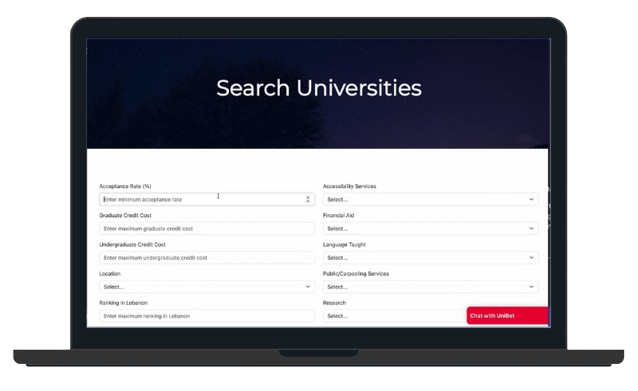 Search Universities
Acceptance Rate (%)
Enter minimum acceptance rate
Accessibility Services
Select...
Graduate Credit Cost
Enter maximum graduate credit cost
Financial Aid
Select...
Undergraduate Credit Cost
Enter maximum undergraduate credit cost
Language Taught
Select...
Location
Select...
Public/Carpooling Services
Select...
Ranking in Lebanon
Enter maximum ranking in Lebanon
Research
Select...
Chat with UniBot